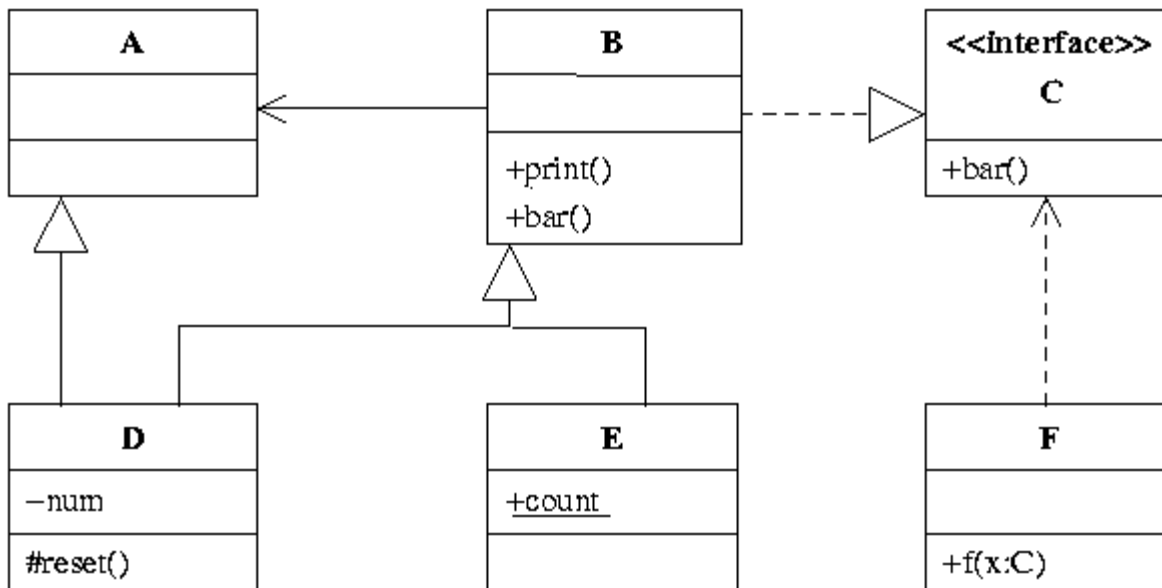 A
B
<<interface>>
C
+print()
+bar()
+bar()
D
E
F
−num
+count
#reset()
+f(x:C)